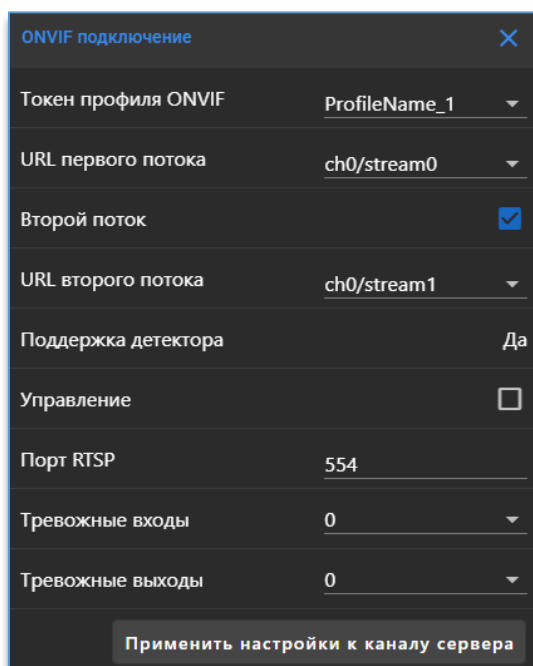 ONVIF подключение
Токен профиля ONVIF ProfileName_1
URL первого потока ch0/stream0
Второй поток
URL второго потока ch0/stream1
Поддержка детектора Да
Управление
Порт RTSP 554
Тревожные входы 0
Тревожные выходы 0
Применить настройки к каналу сервера